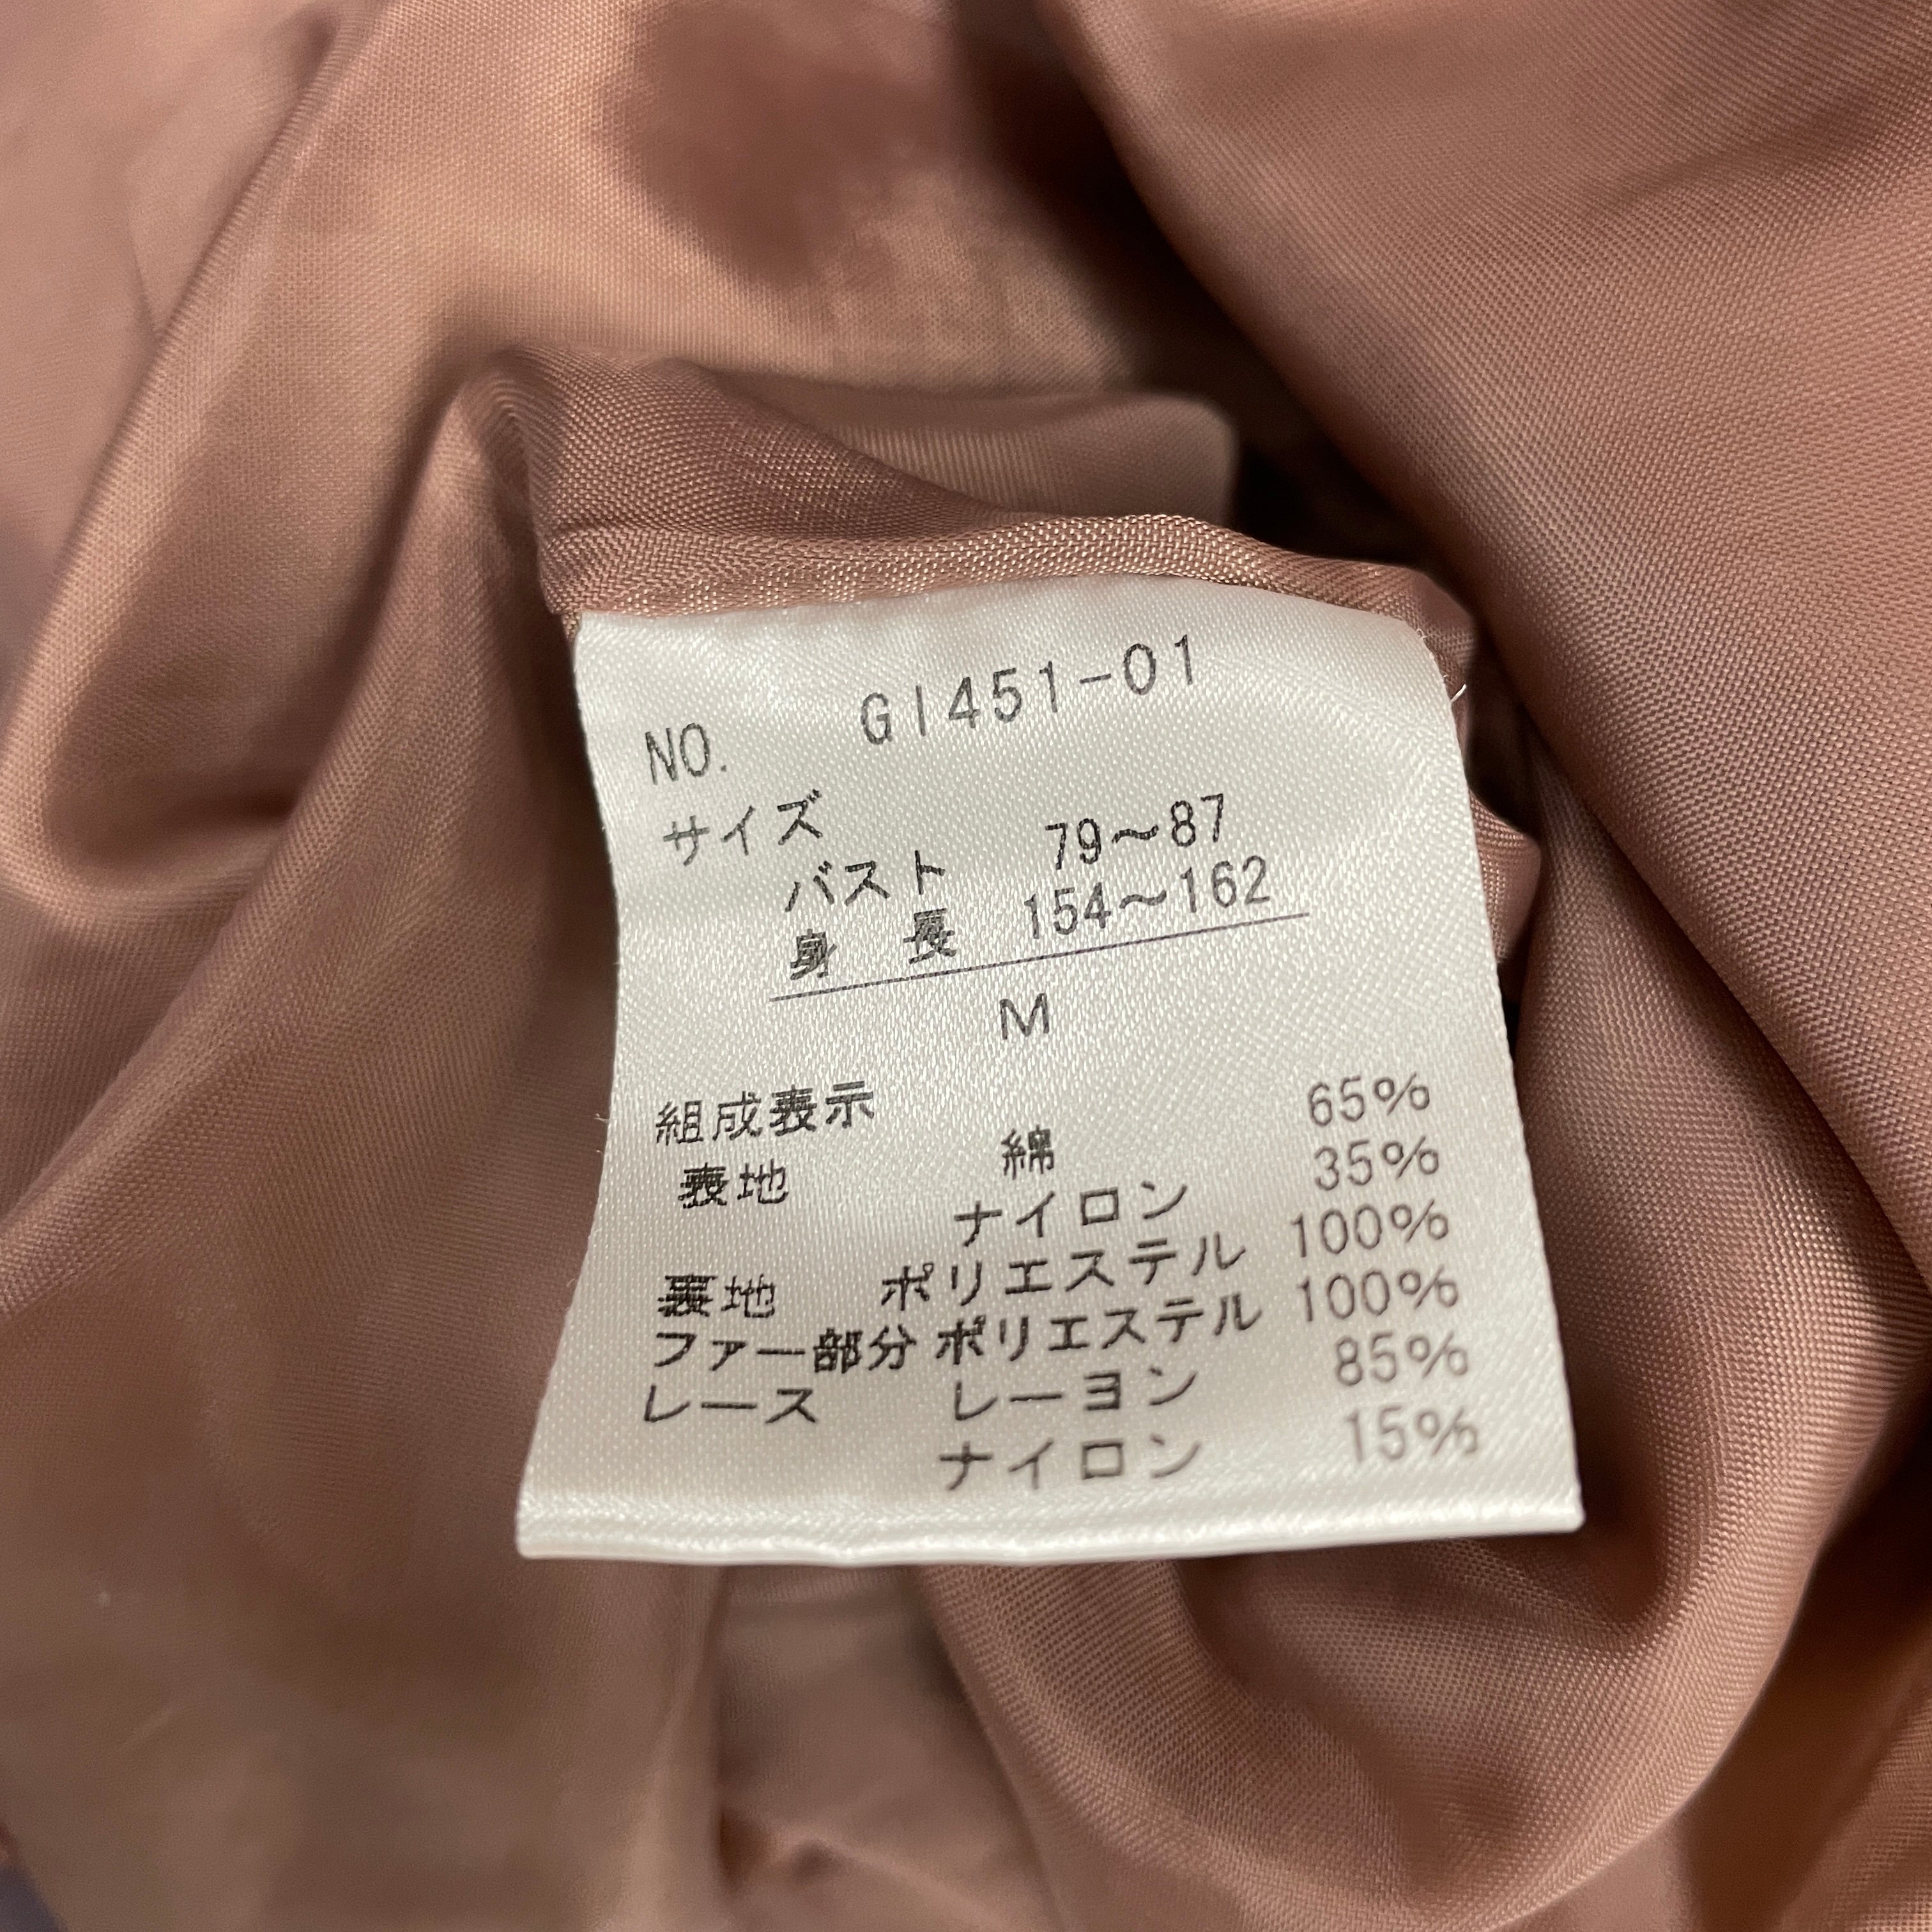 NO. GI451-01
サイズ
バスト 79〜87
身長 154〜162
M
組成表示
表地 綿 65%
ナイロン 35%
裏地 ポリエステル 100%
ファー部分 ポリエステル 100%
レース レーヨン 85%
ナイロン 15%